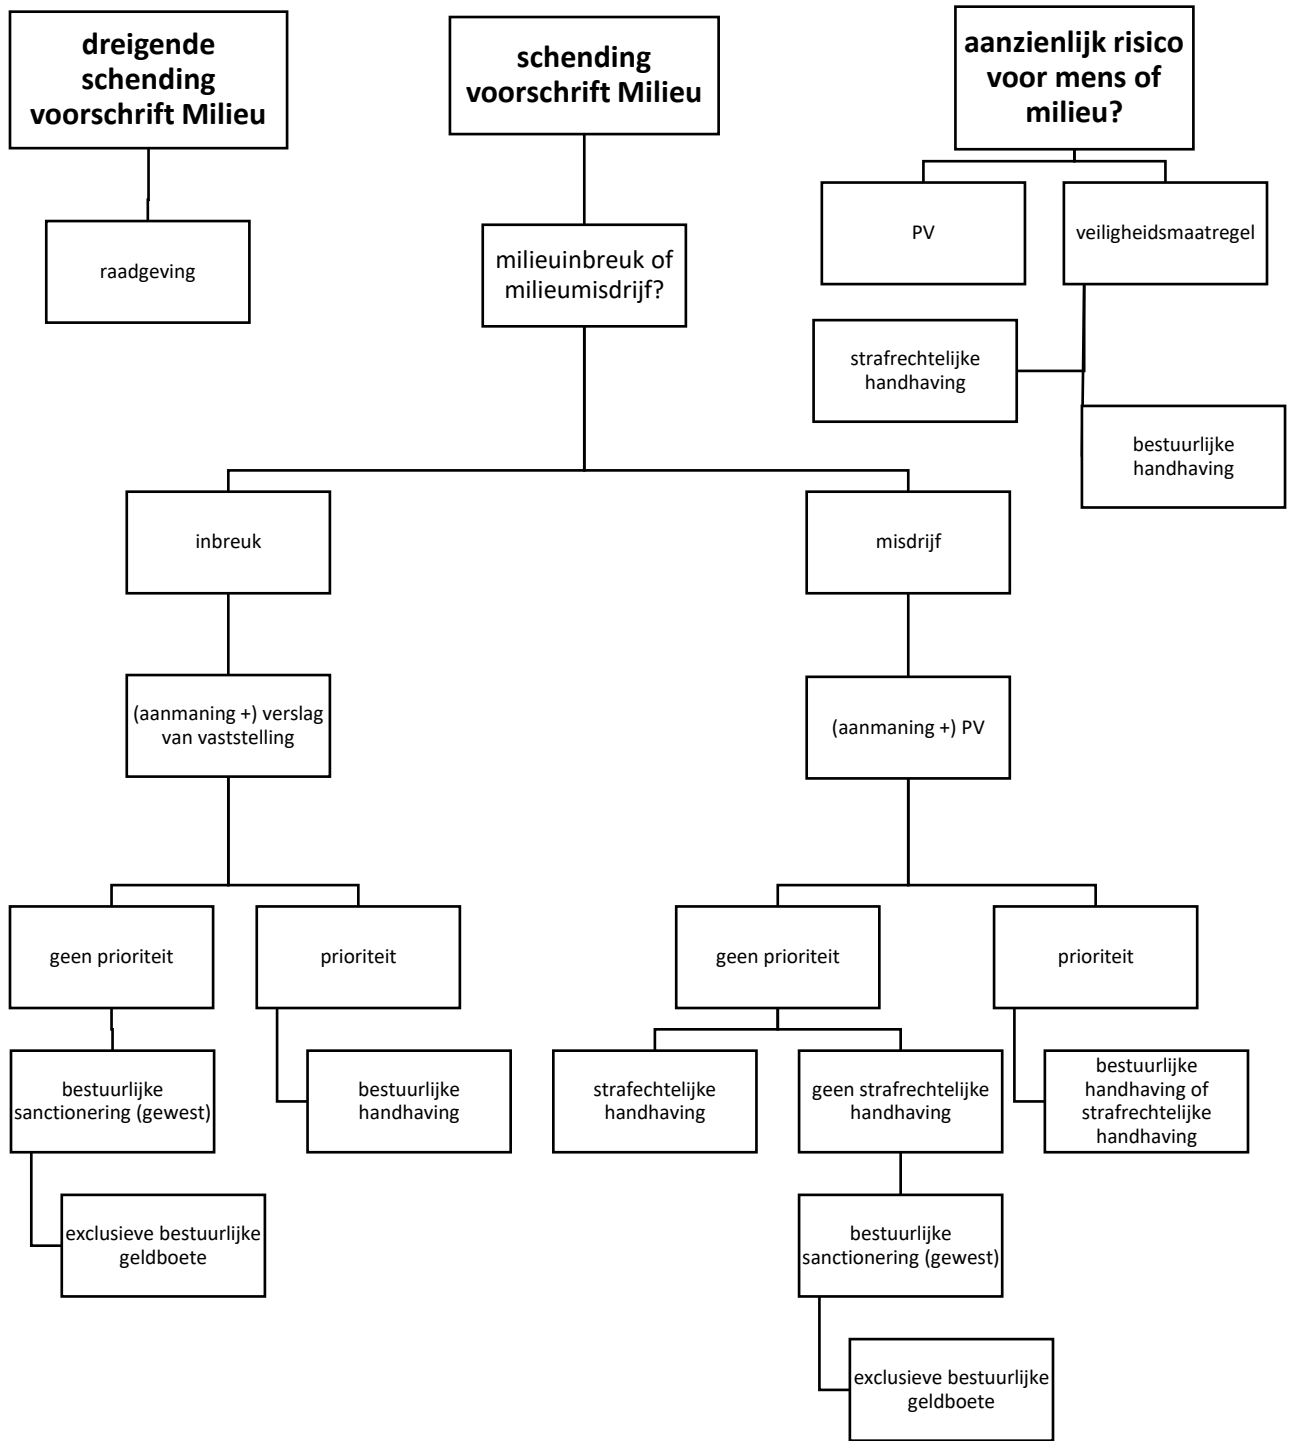 dreigende
schending
voorschrift Milieu
schending
voorschrift Milieu
aanzienlijk risico
voor mens of
milieu?
raadgeving
milieuinbreuk of
milieumisdrijf?
PV
veiligheidsmaatregel
strafrechtelijke
handhaving
bestuurlijke
handhaving
inbreuk
misdrijf
(aanmaning +) verslag
van vaststelling
(aanmaning +) PV
geen prioriteit
prioriteit
geen prioriteit
prioriteit
bestuurlijke
sanctionering (gewest)
bestuurlijke
handhaving
strafechtelijke
handhaving
geen strafrechtelijke
handhaving
bestuurlijke
handhaving of
strafrechtelijke
handhaving
exclusieve bestuurlijke
geldboete
bestuurlijke
sanctionering (gewest)
exclusieve bestuurlijke
geldboete